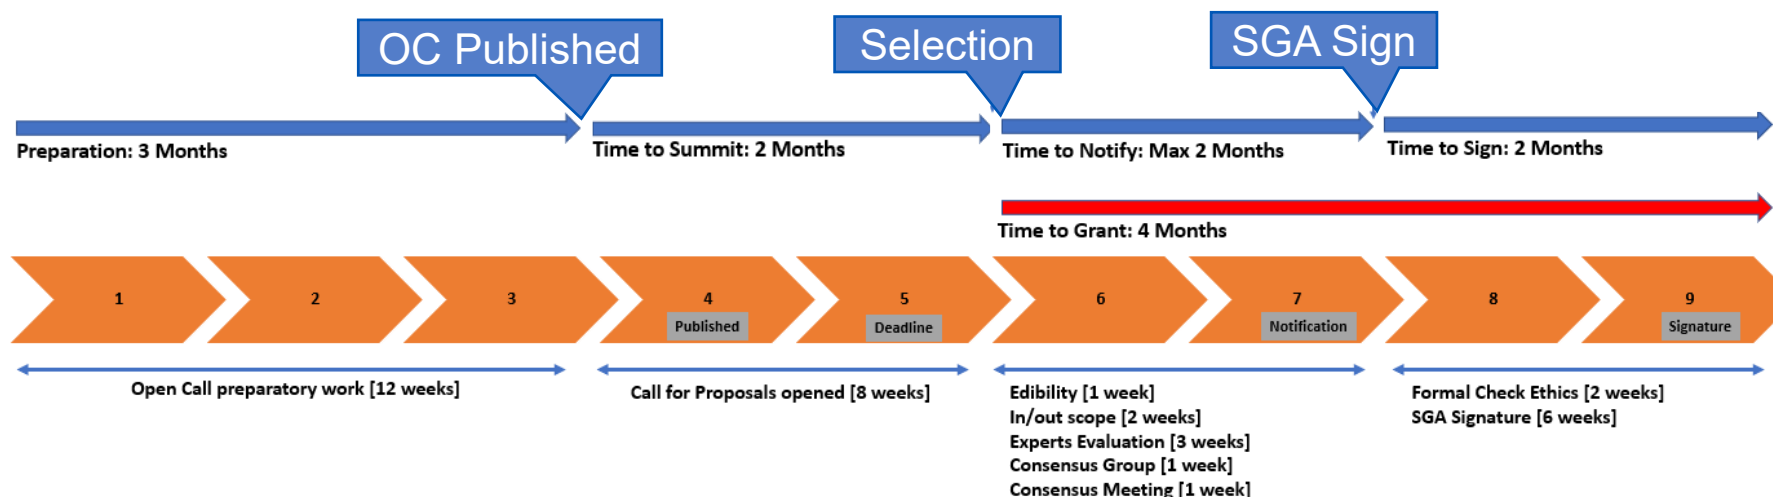 OC Published
Selection
SGA Sign
Preparation: 3 Months
Time to Summit: 2 Months
Time to Notify: Max 2 Months
Time to Sign: 2 Months
Time to Grant: 4 Months
1
2
3
4
5
6
7
8
9
Published
Deadline
Notification
Signature
Open Call preparatory work [12 weeks]
Call for Proposals opened [8 weeks]
Edibility [1 week]
In/out scope [2 weeks]
Experts Evaluation [3 weeks]
Consensus Group [1 week]
Consensus Meeting [1 week]
Formal Check Ethics [2 weeks]
SGA Signature [6 weeks]